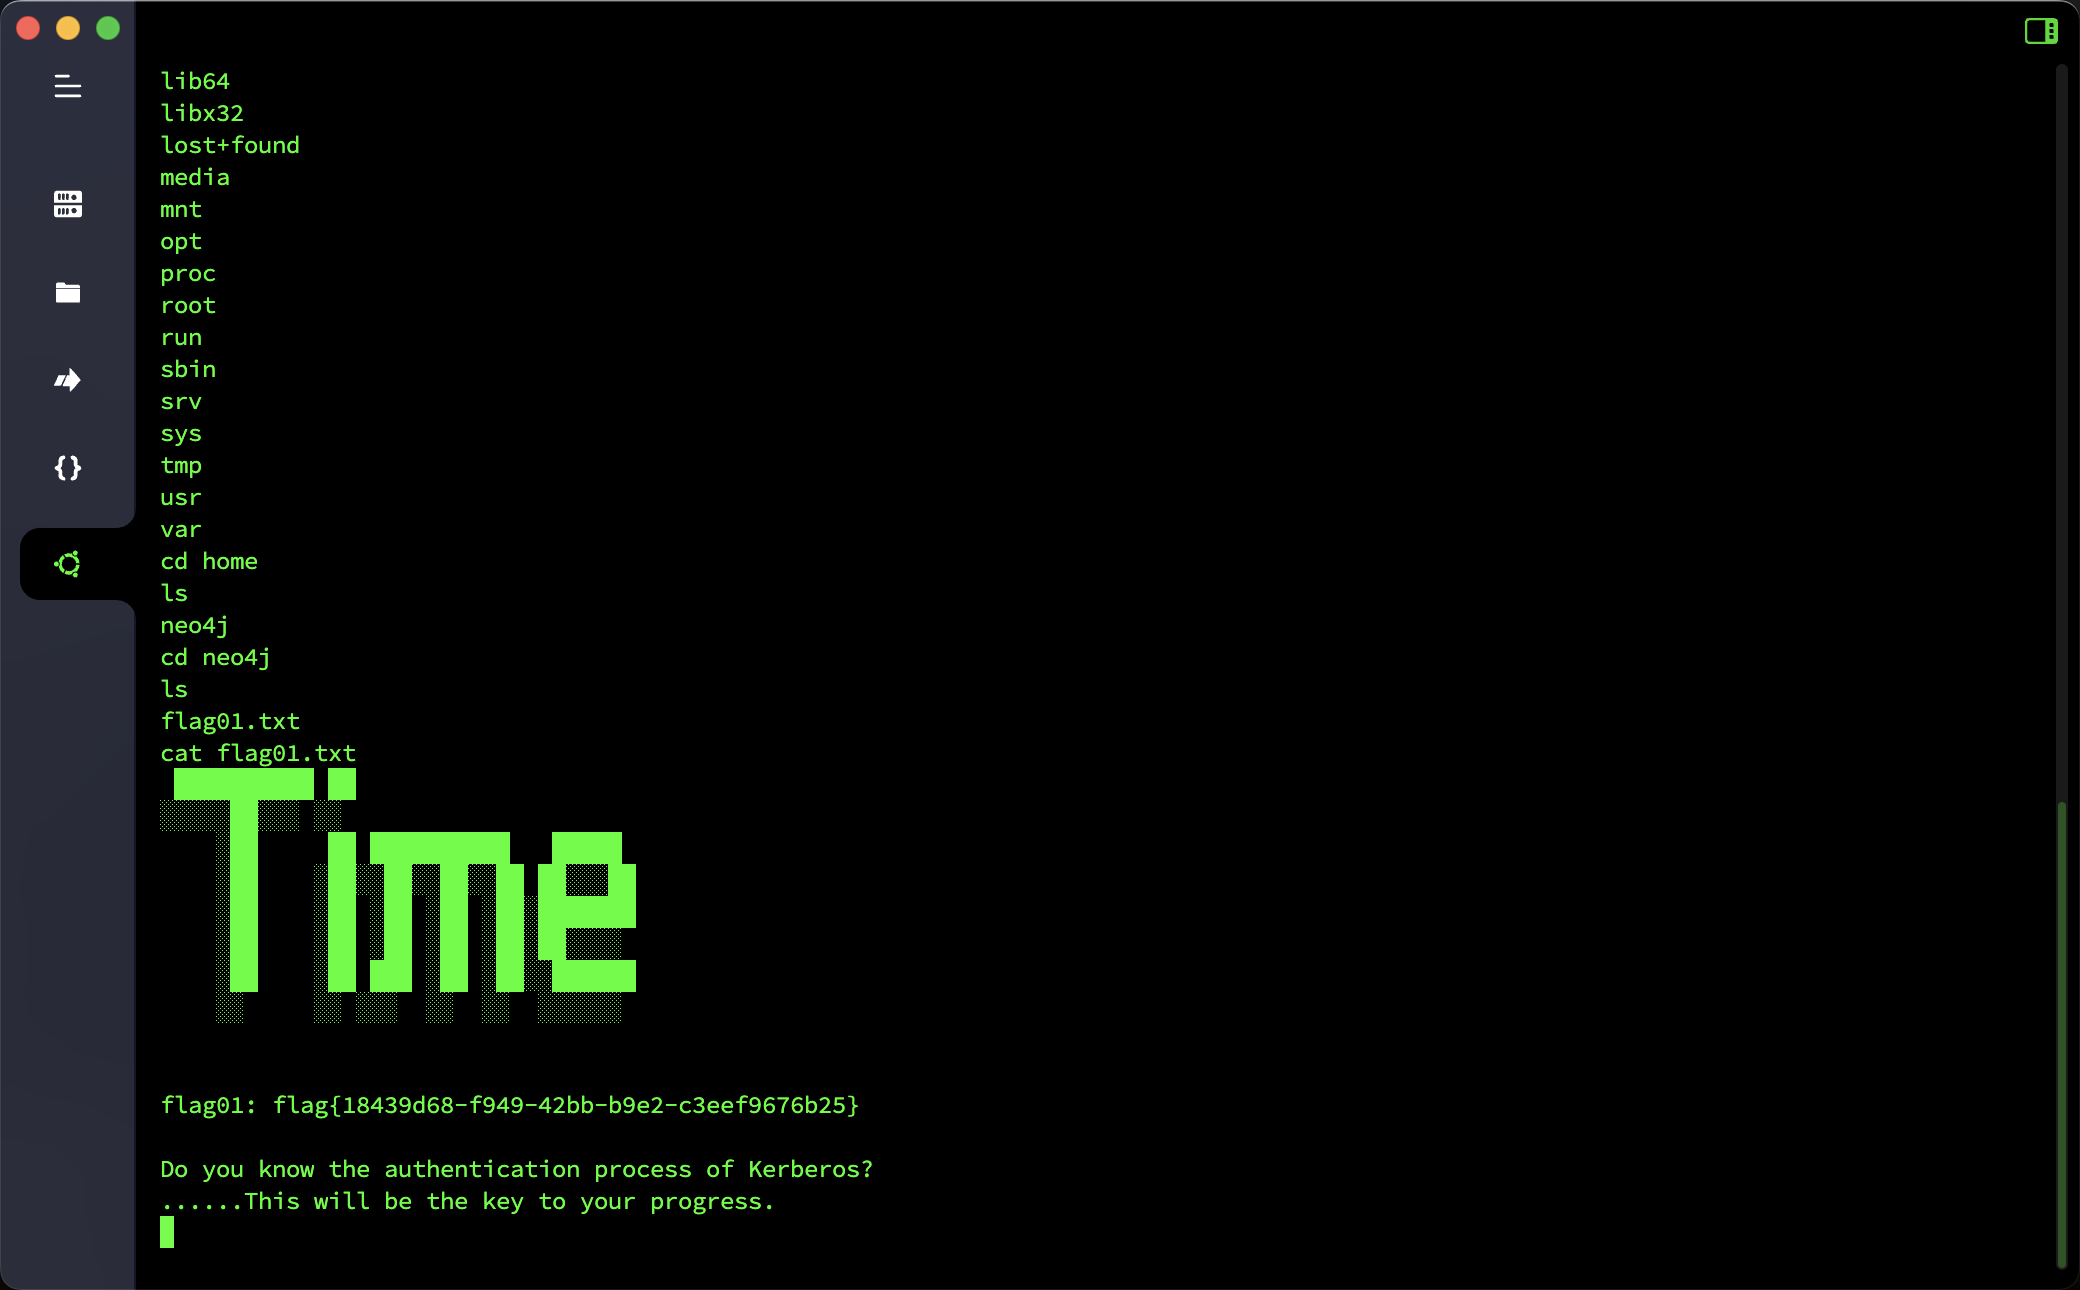 lib64
libx32
lost+found
media
mnt
opt
proc
root
run
sbin
srv
sys
tmp
usr
var
cd home
ls
neo4j
cd neo4j
ls
flag01.txt
cat flag01.txt
Time
flag01: flag{18439d68-f949-42bb-b9e2-c3eef9676b25}
Do you know the authentication process of Kerberos?
......This will be the key to your progress.